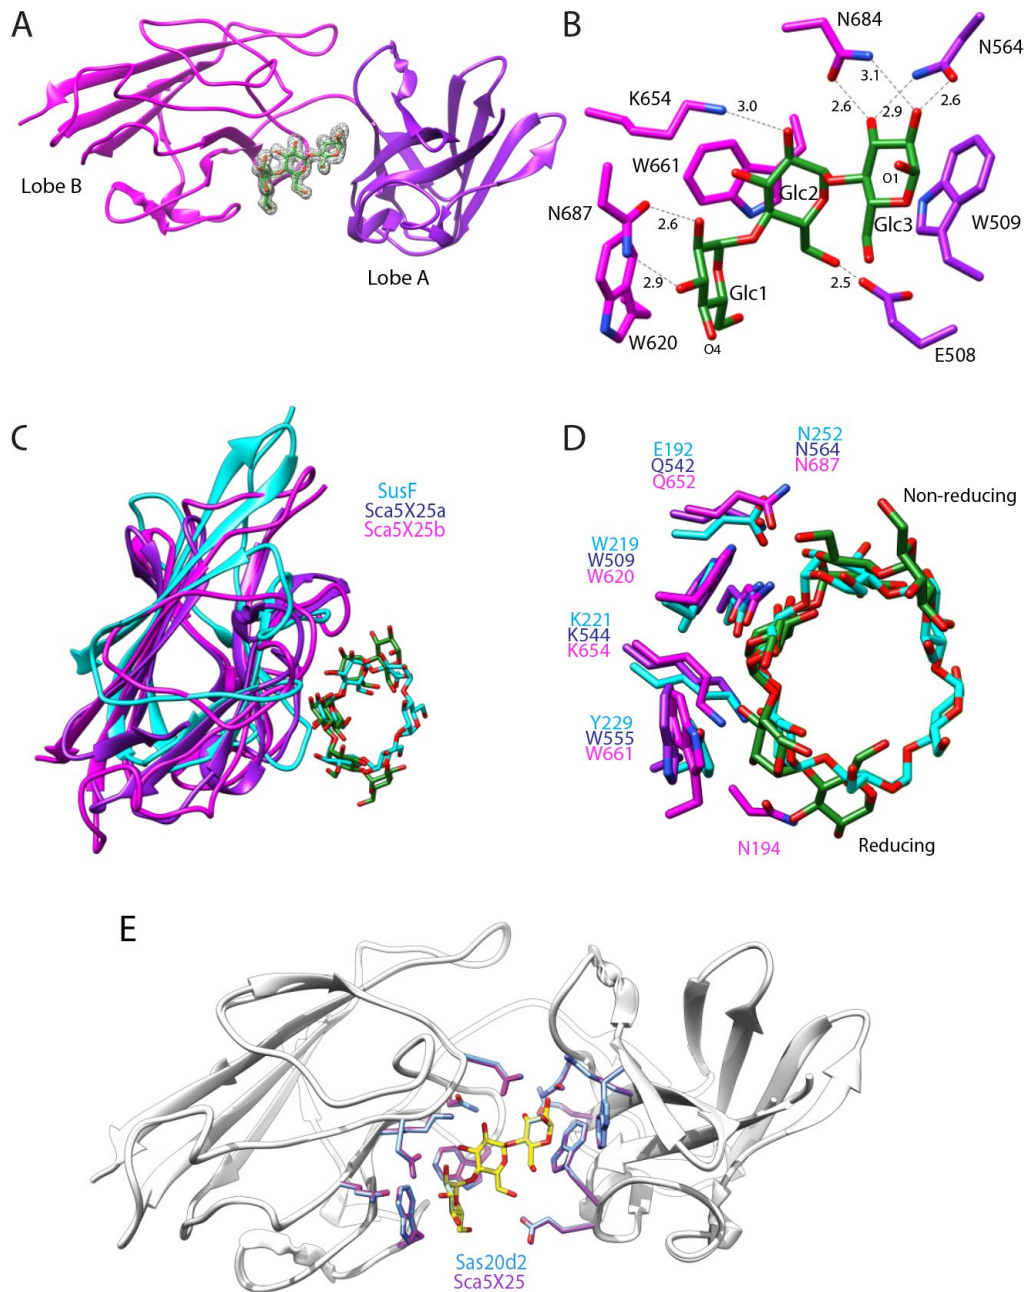 A
Lobe B
Lobe A
B
N684
N564
3.1
K654
3.0
2.6
2.9
2.6
W661
O1
Glc2
N687
Glc3
W509
2.6
2.9
Glc1
2.5
W620
O4
E508
C
SusF
Sca5X25a
Sca5X25b
D
N252
N564
N687
E192
Q542
Q652
Non-reducing
W219
W509
W620
K221
K544
K654
Y229
W555
W661
N194
Reducing
E
Sas20d2
Sca5X25